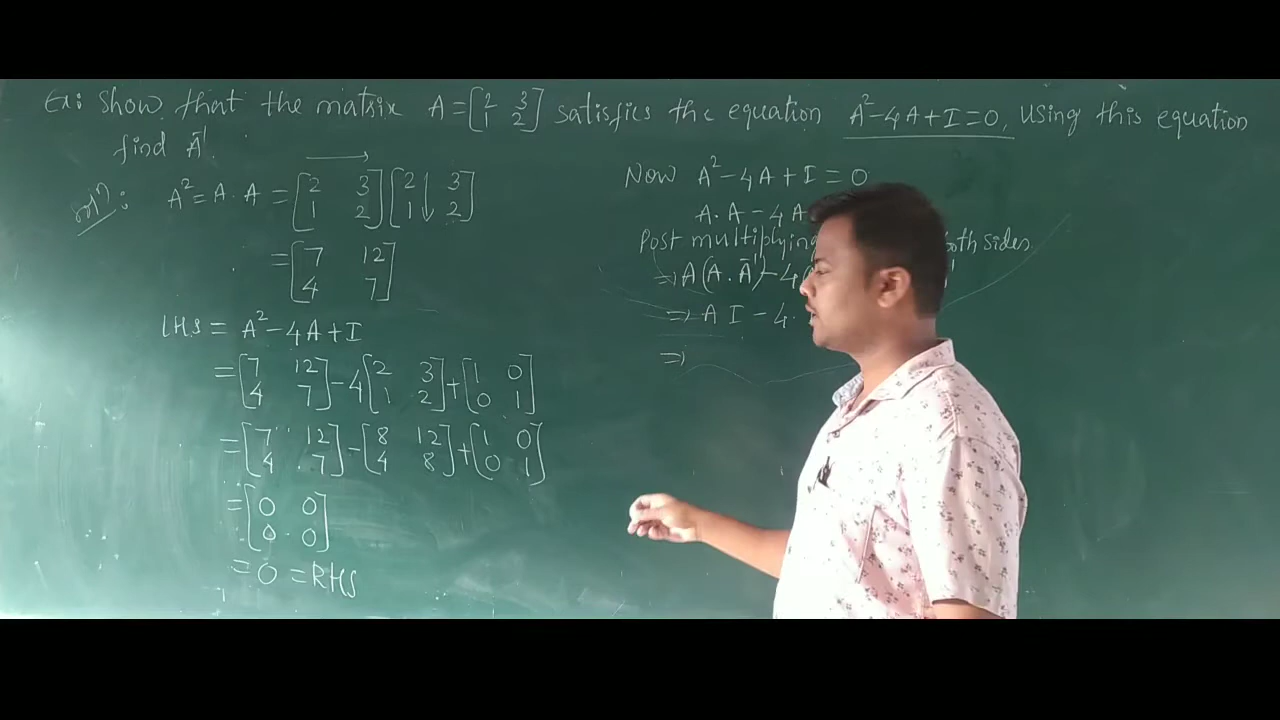 Ex: Show that the matrix A = [2 3 satisfies the equation A² - 4A + I = 0, using this equation
1 2]
find A⁻¹.
Solⁿ: A² = A . A = [2 3 [2 3
1 2] 1 2]
= [7 12
4 7]
LHS = A² - 4A + I
= [7 12 - 4 [2 3 + [1 0
4 7] 1 2] 0 1]
= [7 12 - [8 12 + [1 0
4 7] 4 8] 0 1]
= [0 0
0 0]
= 0 = RHS
Now A² - 4A + I = 0
A. A - 4A
Post multiplying both sides
⇒ A(A. A⁻¹) - 4
⇒ A I - 4.
⇒